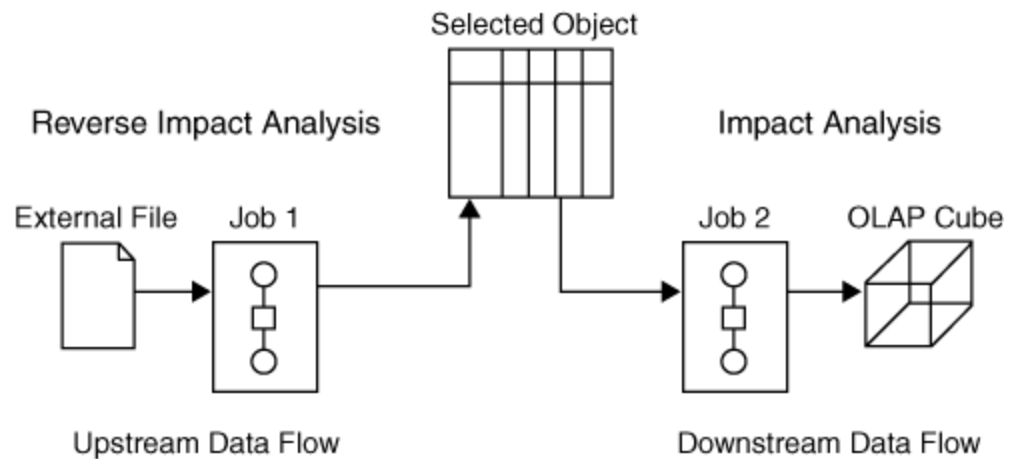 Selected Object
Reverse Impact Analysis
Impact Analysis
External File
Job 1
Job 2
OLAP Cube
Upstream Data Flow
Downstream Data Flow